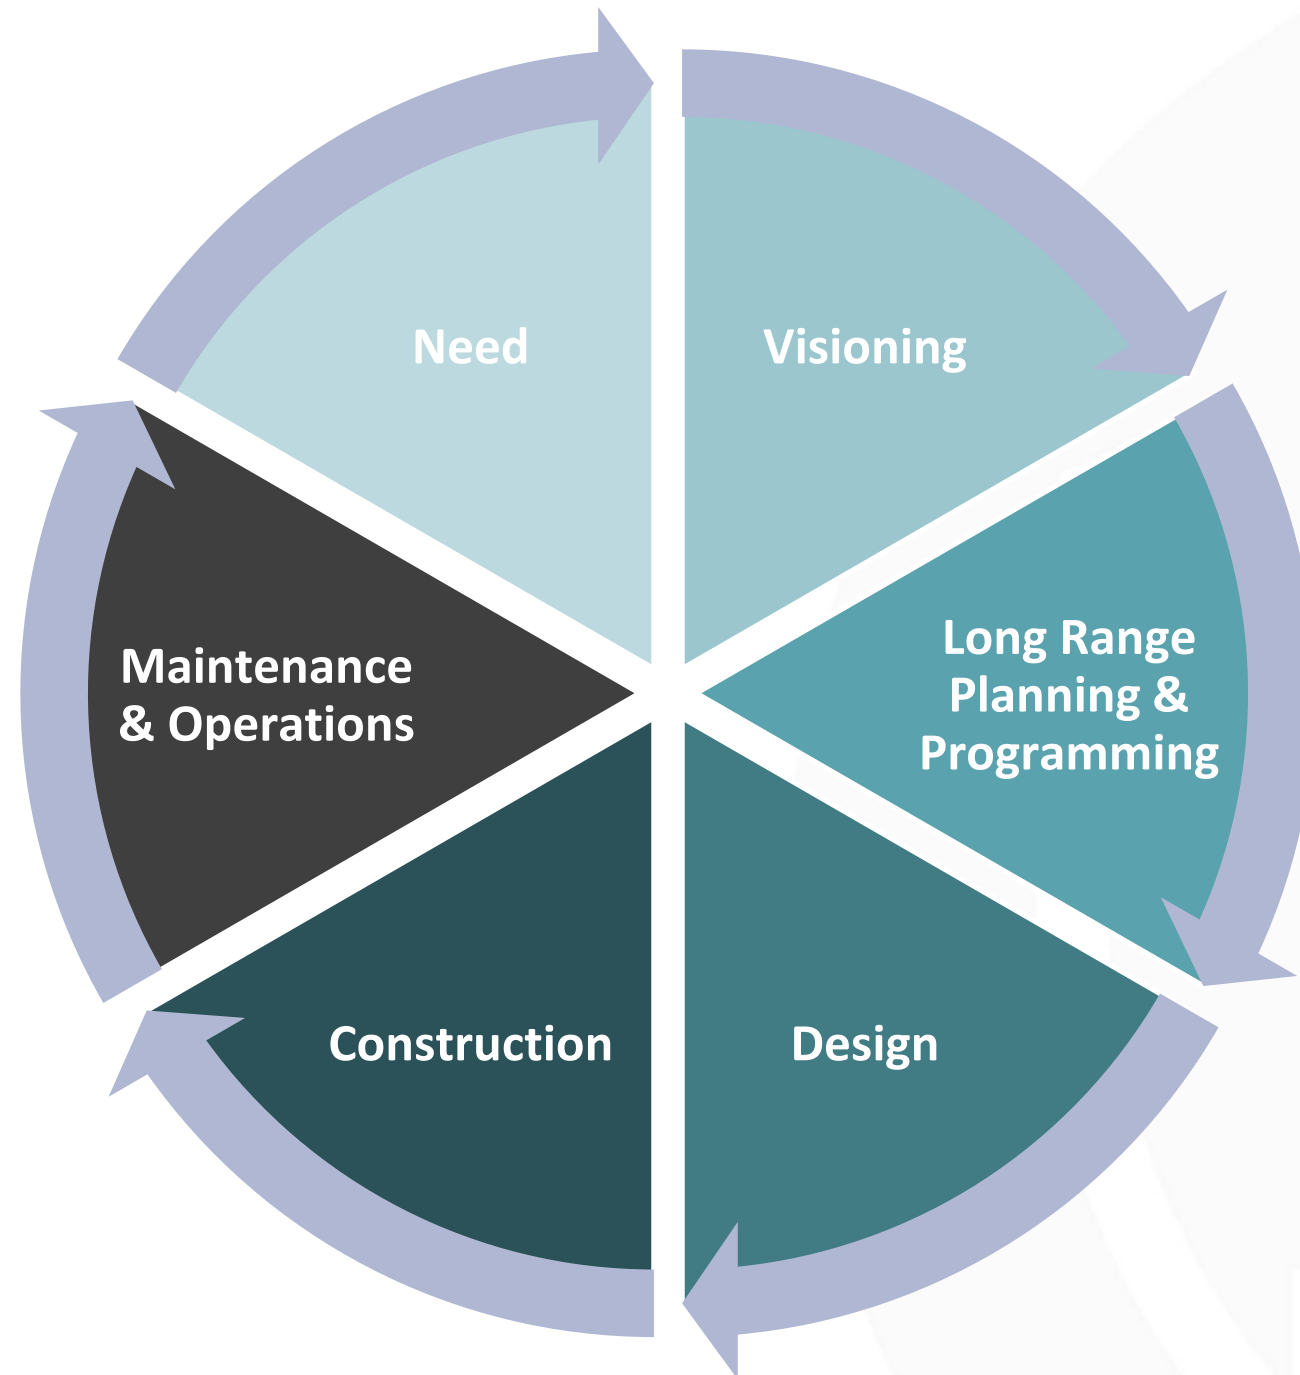 Need
Visioning
Long Range
Planning &
Programming
Design
Construction
Maintenance
& Operations